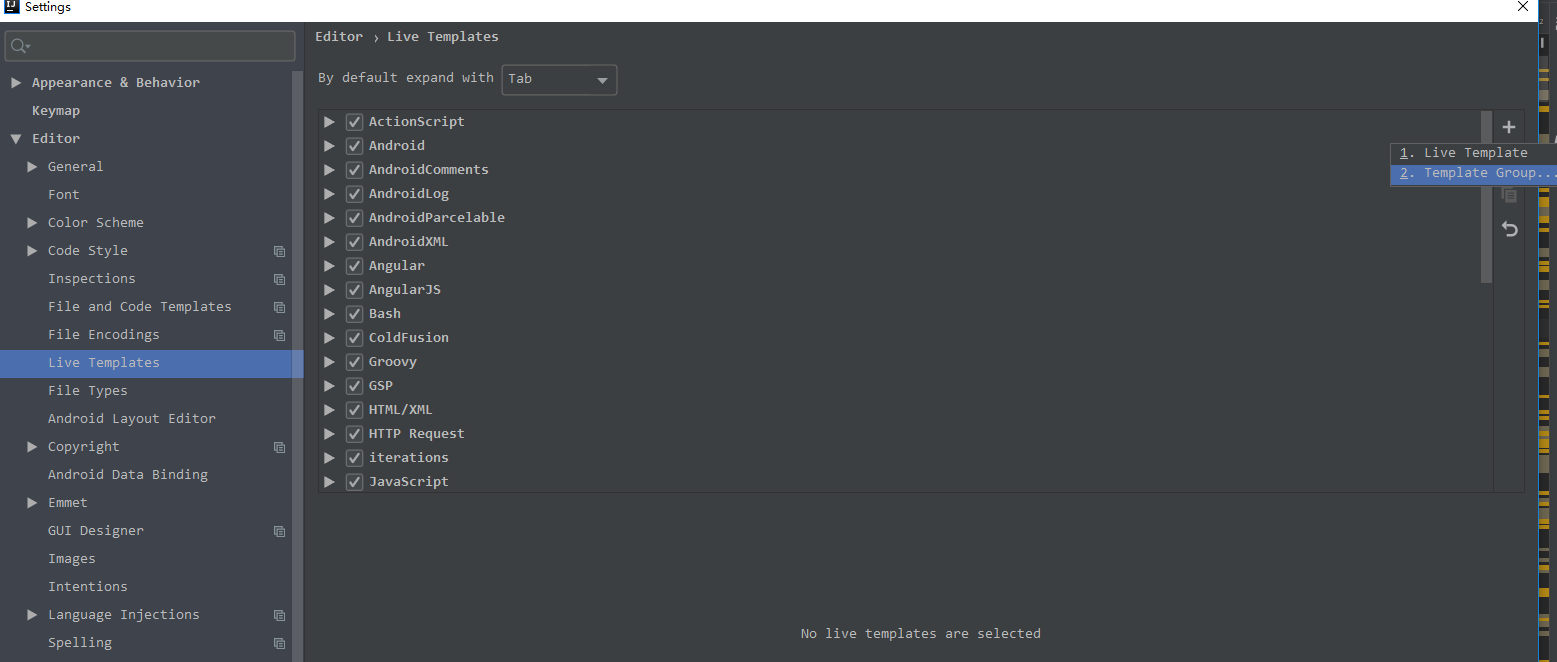 Settings
Appearance & Behavior
Keymap
Editor
General
Font
Color Scheme
Code Style
Inspections
File and Code Templates
File Encodings
Live Templates
File Types
Android Layout Editor
Copyright
Android Data Binding
Emmet
GUI Designer
Images
Intentions
Language Injections
Spelling
Editor › Live Templates
By default expand with Tab
ActionScript
Android
AndroidComments
AndroidLog
AndroidParcelable
AndroidXML
Angular
AngularJS
Bash
ColdFusion
Groovy
GSP
HTML/XML
HTTP Request
iterations
JavaScript
1. Live Template
2. Template Group...
No live templates are selected